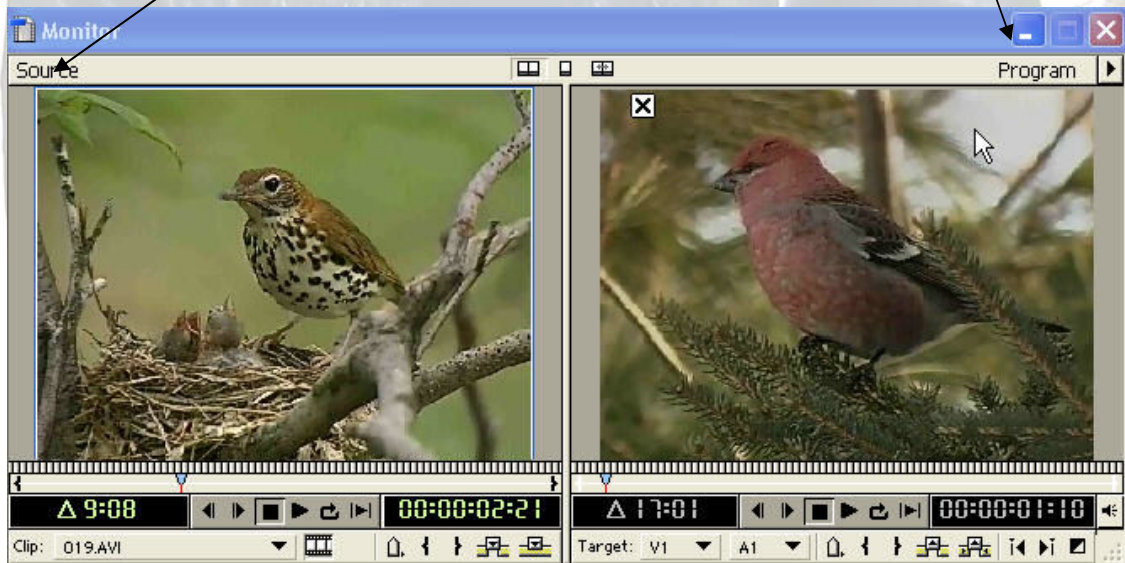 Monitor
Source
Program
9:08
00:00:02:21
17:01
00:00:01:10
Clip: 019.AVI
Target: V1
A1